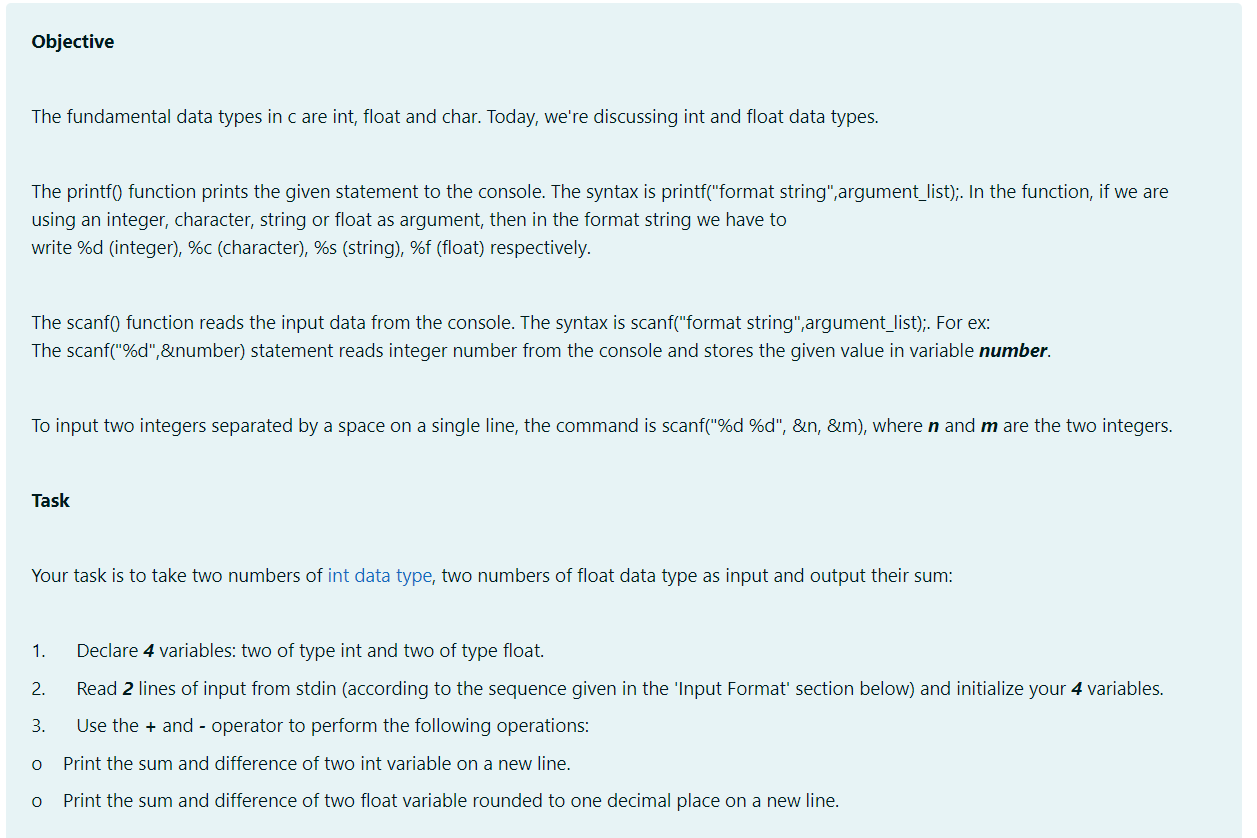 Objective
The fundamental data types in c are int, float and char. Today, we're discussing int and float data types.
The printf() function prints the given statement to the console. The syntax is printf("format string",argument_list);. In the function, if we are
using an integer, character, string or float as argument, then in the format string we have to
write %d (integer), %c (character), %s (string), %f (float) respectively.
The scanf() function reads the input data from the console. The syntax is scanf("format string",argument_list);. For ex:
The scanf("%d",&number) statement reads integer number from the console and stores the given value in variable number.
To input two integers separated by a space on a single line, the command is scanf("%d %d", &n, &m), where n and m are the two integers.
Task
Your task is to take two numbers of int data type, two numbers of float data type as input and output their sum:
1. Declare 4 variables: two of type int and two of type float.
2. Read 2 lines of input from stdin (according to the sequence given in the 'Input Format' section below) and initialize your 4 variables.
3. Use the + and - operator to perform the following operations:
o Print the sum and difference of two int variable on a new line.
o Print the sum and difference of two float variable rounded to one decimal place on a new line.